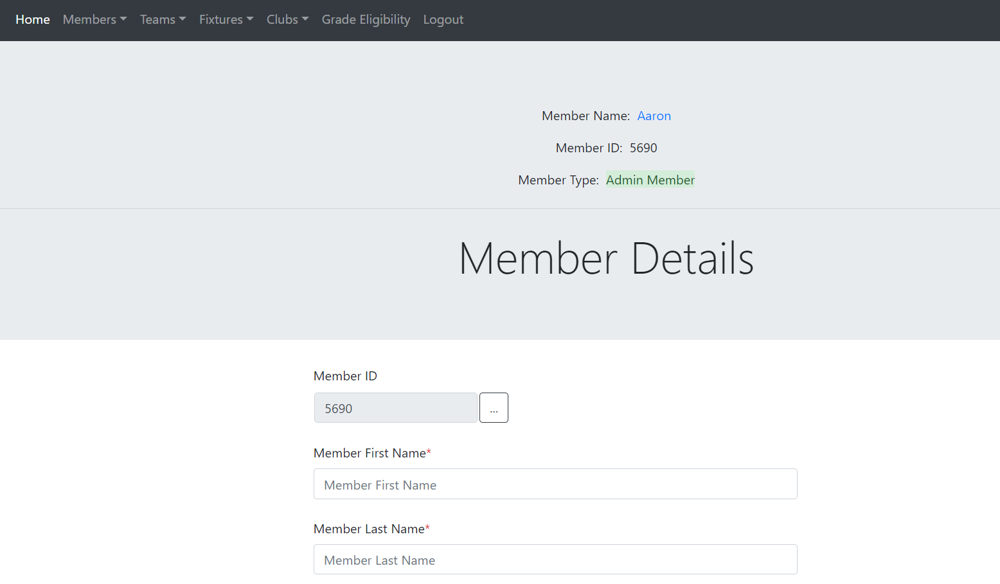 Home Members Teams Fixtures Clubs Grade Eligibility Logout
Member Name: Aaron
Member ID: 5690
Member Type: Admin Member
Member Details
Member ID
5690 ...
Member First Name*
Member First Name
Member Last Name*
Member Last Name